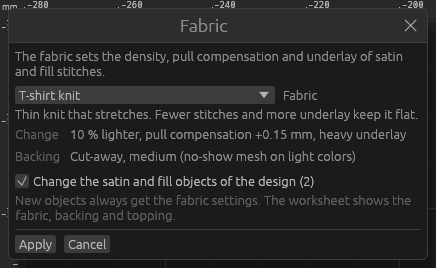 mm -280 -260 -240 -220 -200
Fabric
The fabric sets the density, pull compensation and underlay of satin
and fill stitches.
T-shirt knit Fabric
Thin knit that stretches. Fewer stitches and more underlay keep it flat.
Change 10 % lighter, pull compensation +0.15 mm, heavy underlay
Backing Cut-away, medium (no-show mesh on light colors)
Change the satin and fill objects of the design (2)
New objects always get the fabric settings. The worksheet shows the
fabric, backing and topping.
Apply Cancel